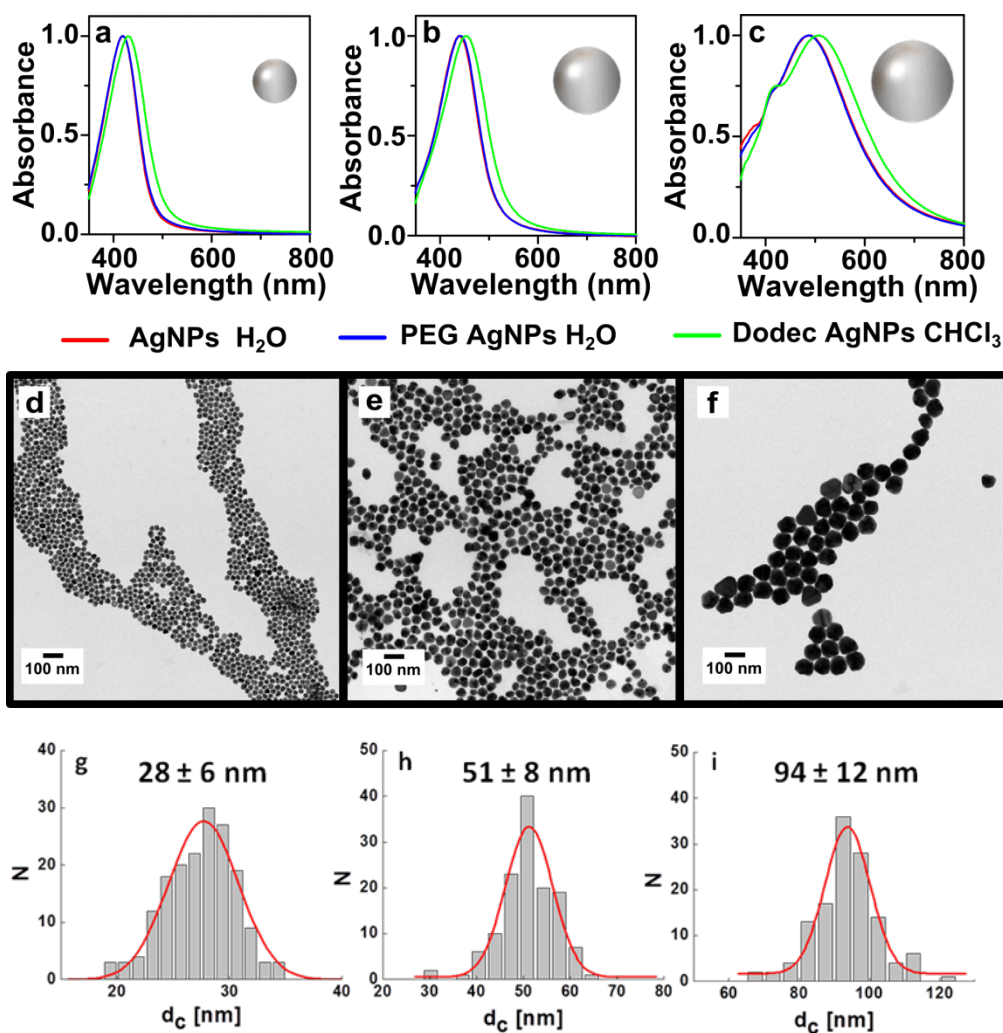 a
b
c
1.0
0.5
0.0
Absorbance
400
600
800
Wavelength (nm)
1.0
0.5
0.0
Absorbance
400
600
800
Wavelength (nm)
1.0
0.5
0.0
Absorbance
400
600
800
Wavelength (nm)
AgNPs H₂O
PEG AgNPs H₂O
Dodec AgNPs CHCl₃
d
100 nm
e
100 nm
f
100 nm
g
28 ± 6 nm
40
30
20
10
0
N
20
30
40
d_C [nm]
h
51 ± 8 nm
50
40
30
20
10
0
N
30
40
50
60
70
80
d_C [nm]
i
94 ± 12 nm
50
40
30
20
10
0
N
60
80
100
120
d_C [nm]